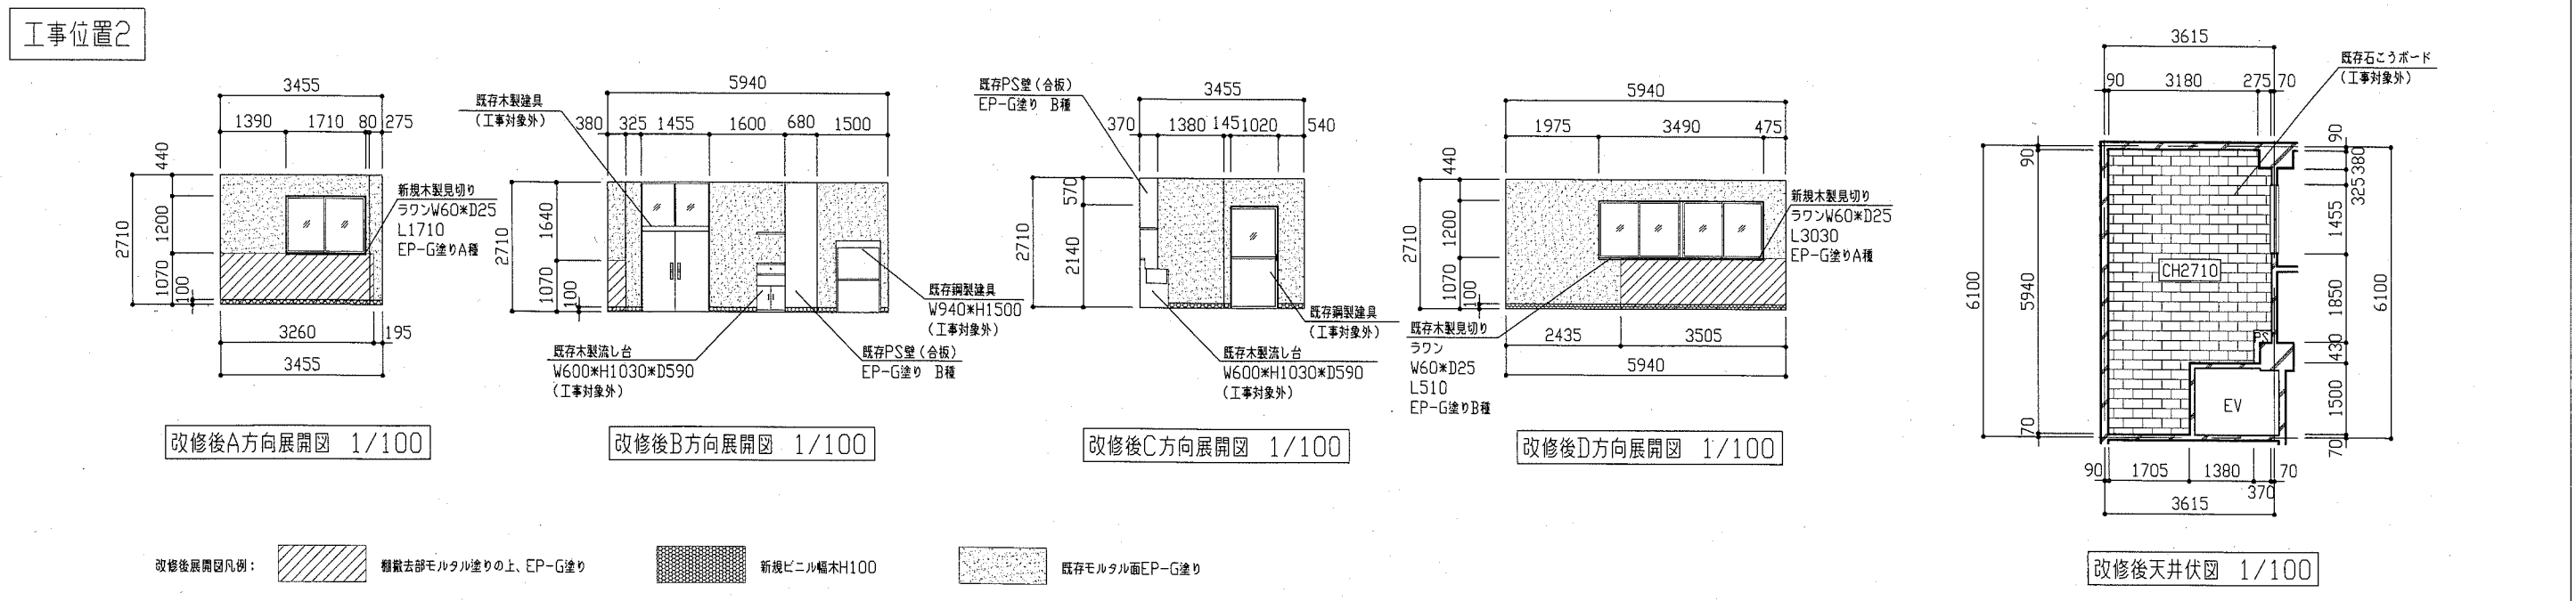 工事位置2
3455
1390 1710 80 275
440
2710
1200
1070
100
新規木製見切り
ラワンW60*D25
L1710
EP-G塗りA種
3260 195
3455
改修後A方向展開図 1/100
既存木製建具
(工事対象外)
5940
380 325 1455 1600 680 1500
2710
1640
1070
100
既存木製流し台
W600*H1030*D590
(工事対象外)
既存PS壁(合板)
EP-G塗り B種
既存鋼製建具
W940*H1500
(工事対象外)
改修後B方向展開図 1/100
既存PS壁(合板)
EP-G塗り B種
3455
370 1380 145 1020 540
570
2710
2140
既存鋼製建具
(工事対象外)
既存木製流し台
W600*H1030*D590
(工事対象外)
改修後C方向展開図 1/100
5940
1975 3490 475
440
2710
1200
1070
100
新規木製見切り
ラワンW60*D25
L3030
EP-G塗りA種
既存木製見切り
ラワン
W60*D25
L510
EP-G塗りB種
2435 3505
5940
改修後D方向展開図 1/100
3615
90 3180 275 70
既存石こうボード
(工事対象外)
90
6100
5940
70
CH2710
PS
EV
90
380
325
1455
1850
430
1500
70
6100
90 1705 1380 370 70
3615
改修後天井伏図 1/100
改修後展開図凡例:
棚撤去部モルタル塗りの上、EP-G塗り
新規ビニル幅木H100
既存モルタル面EP-G塗り